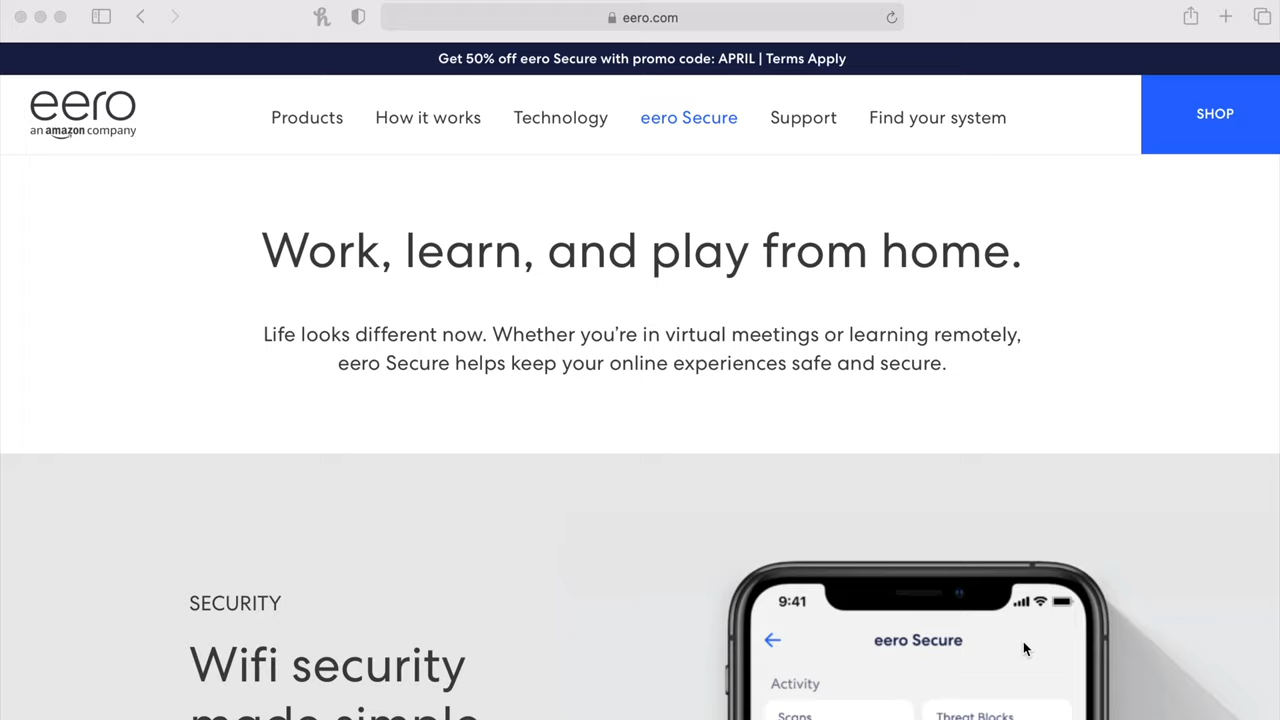 eero.com
Get 50% off eero Secure with promo code: APRIL | Terms Apply
eero
an amazon company
Products
How it works
Technology
eero Secure
Support
Find your system
SHOP
Work, learn, and play from home.
Life looks different now. Whether you're in virtual meetings or learning remotely,
eero Secure helps keep your online experiences safe and secure.
SECURITY
Wifi security
made simple
9:41
eero Secure
Activity
Scans
Threat Blocks